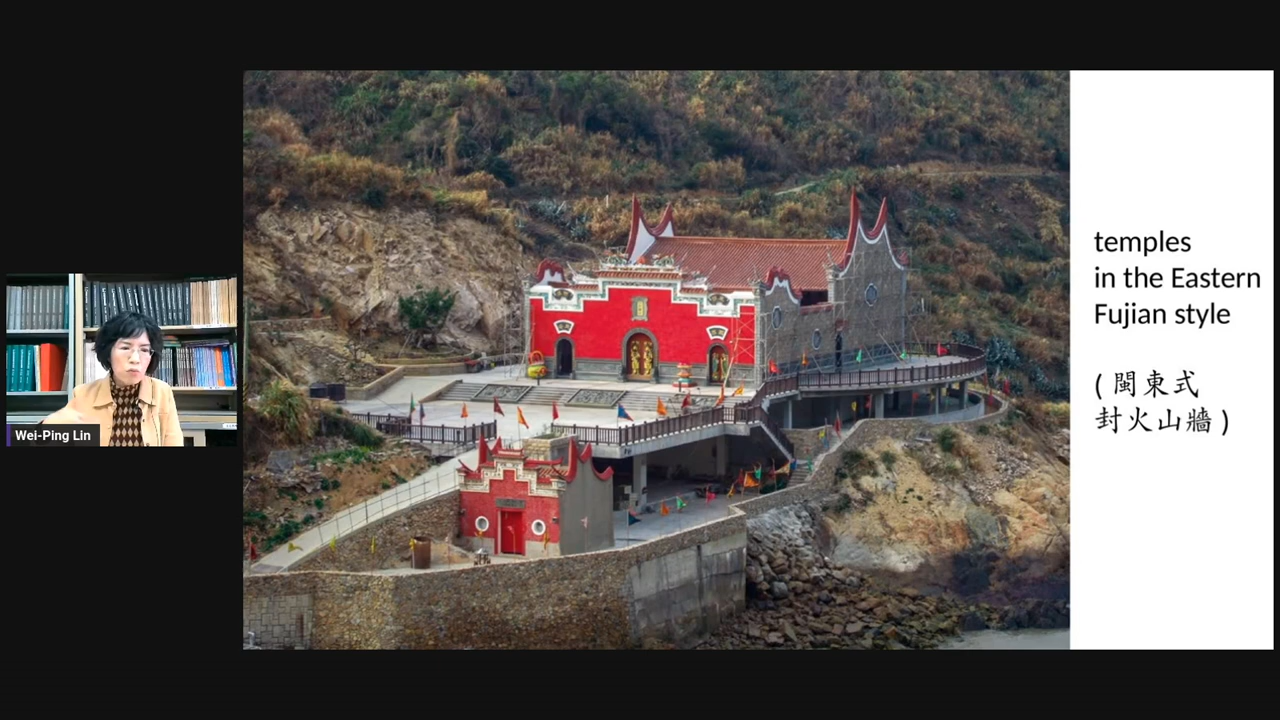 temples
in the Eastern
Fujian style
( 閩東式
封火山牆 )
Wei-Ping Lin